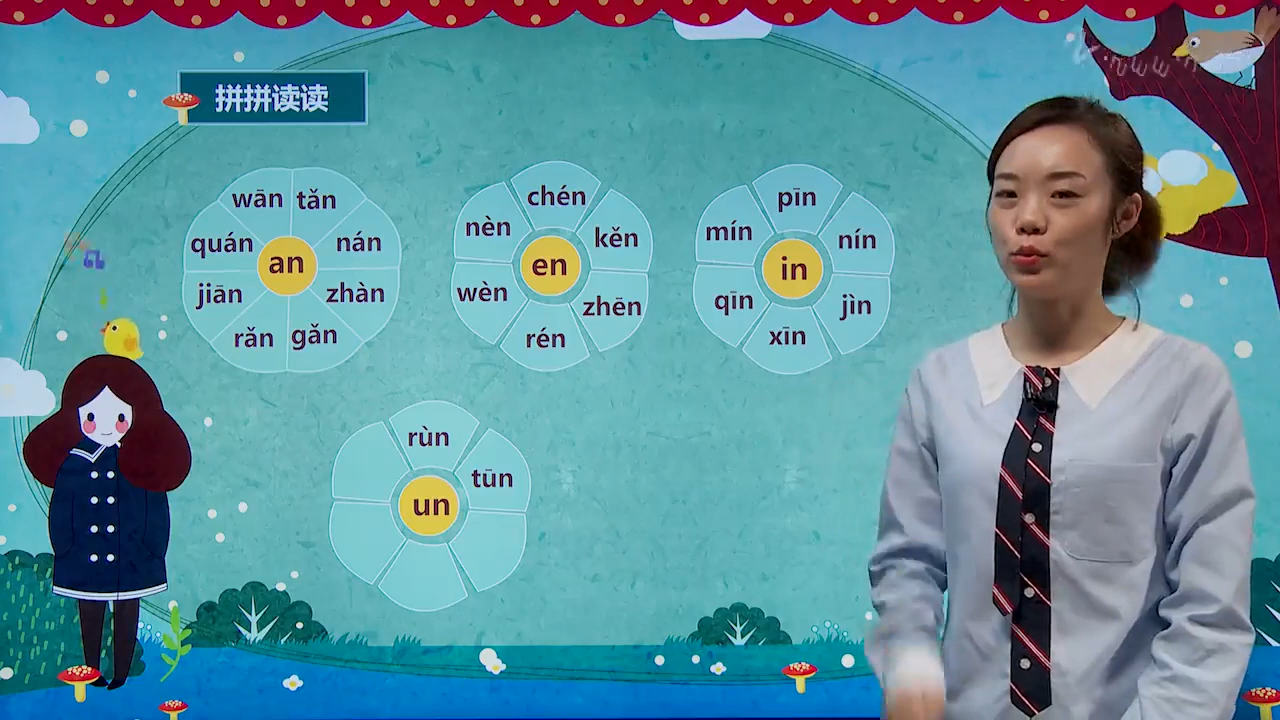 拼拼读读
wān tǎn
quán nán
an
jiān zhàn
rǎn gǎn
chén
nèn kěn
en
wèn zhēn
rén
pīn
mín nín
in
qīn jìn
xīn
rùn
tūn
un